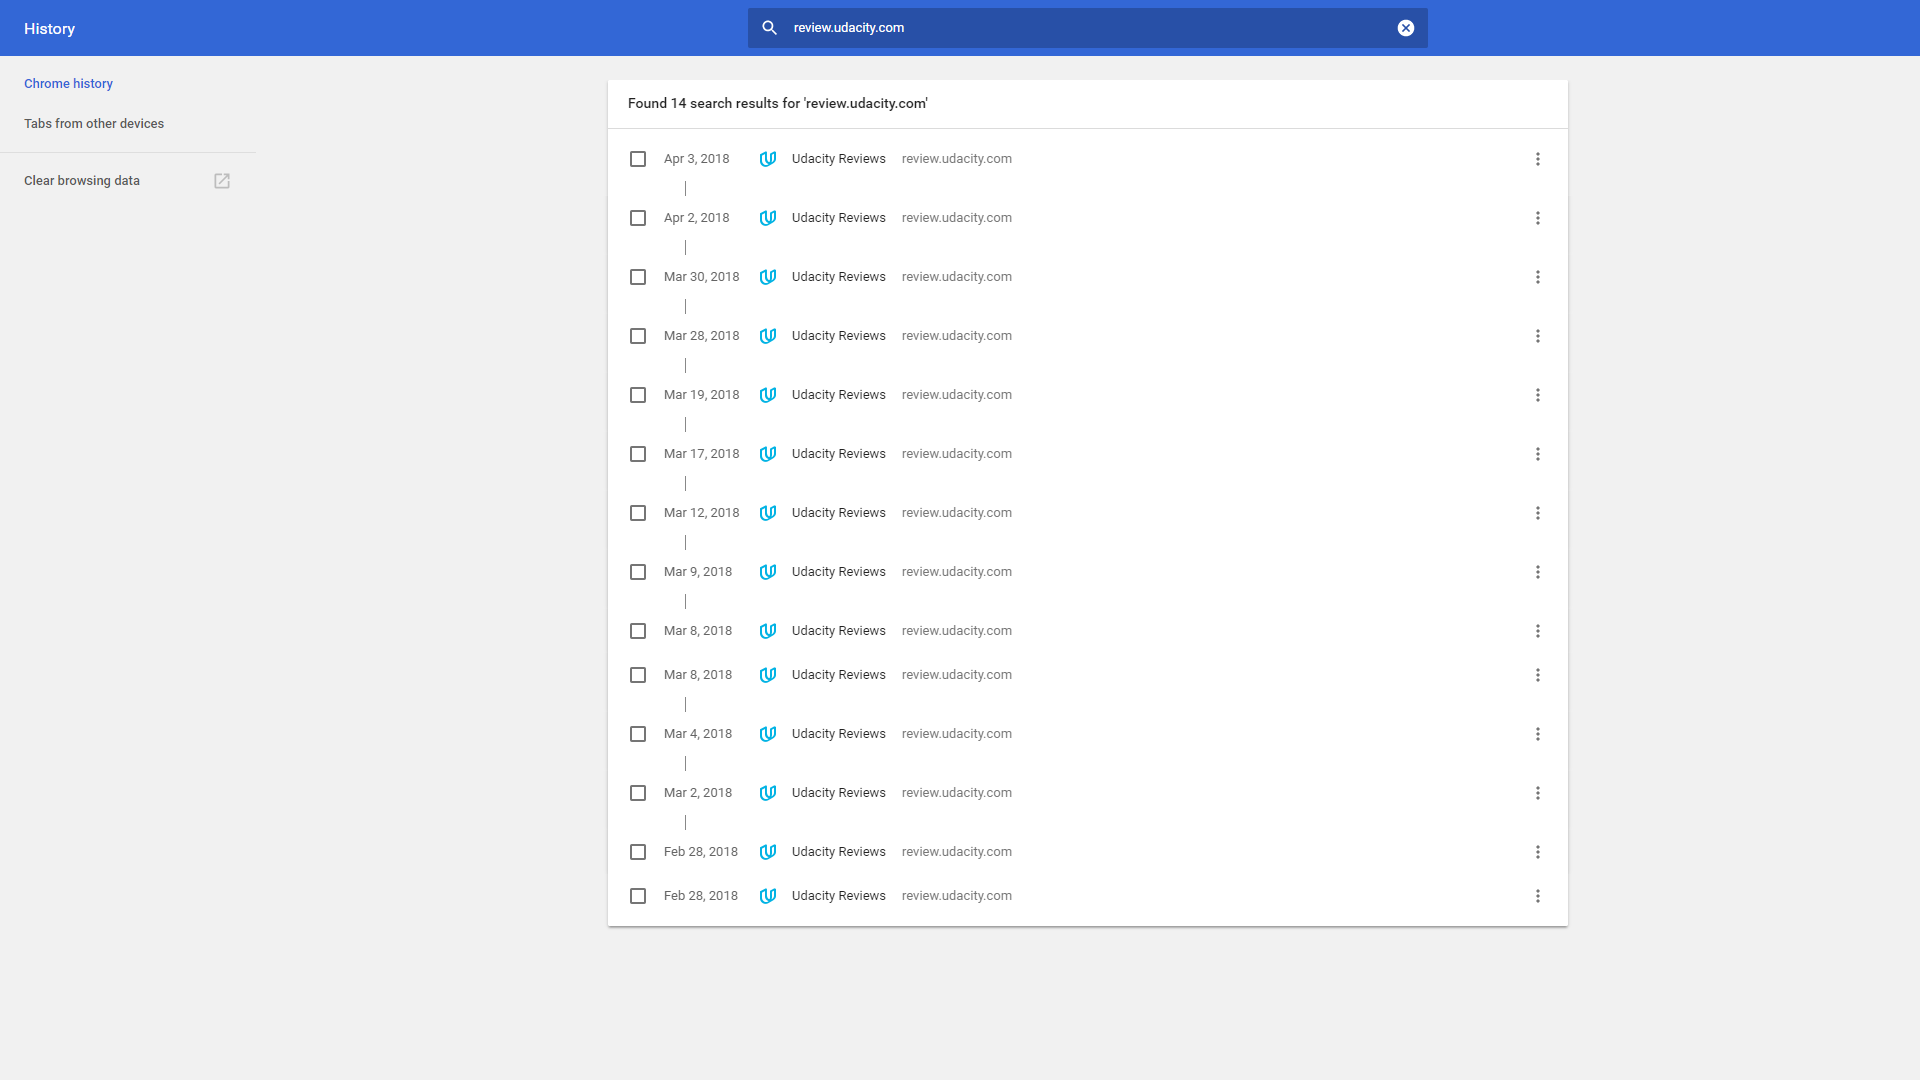 History
review.udacity.com
Chrome history
Tabs from other devices
Clear browsing data
Found 14 search results for 'review.udacity.com'
Apr 3, 2018 Udacity Reviews review.udacity.com
Apr 2, 2018 Udacity Reviews review.udacity.com
Mar 30, 2018 Udacity Reviews review.udacity.com
Mar 28, 2018 Udacity Reviews review.udacity.com
Mar 19, 2018 Udacity Reviews review.udacity.com
Mar 17, 2018 Udacity Reviews review.udacity.com
Mar 12, 2018 Udacity Reviews review.udacity.com
Mar 9, 2018 Udacity Reviews review.udacity.com
Mar 8, 2018 Udacity Reviews review.udacity.com
Mar 8, 2018 Udacity Reviews review.udacity.com
Mar 4, 2018 Udacity Reviews review.udacity.com
Mar 2, 2018 Udacity Reviews review.udacity.com
Feb 28, 2018 Udacity Reviews review.udacity.com
Feb 28, 2018 Udacity Reviews review.udacity.com